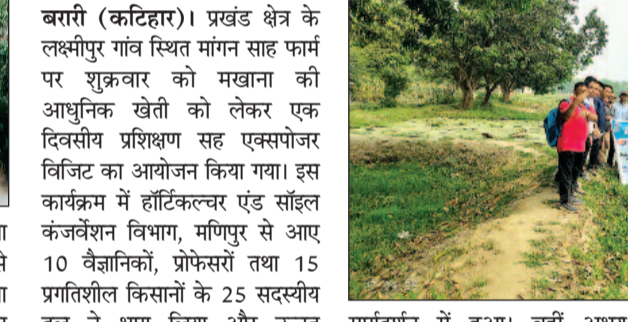 बरारी (कटिहार)। प्रखंड क्षेत्र के
लक्ष्मीपुर गांव स्थित मांगन साह फार्म
पर शुक्रवार को मखाना की
आधुनिक खेती को लेकर एक
दिवसीय प्रशिक्षण सह एक्सपोजर
विजिट का आयोजन किया गया। इस
कार्यक्रम में हॉर्टिकल्चर एंड सॉइल
कंजर्वेशन विभाग, मणिपुर से आए
10 वैज्ञानिकों, प्रोफेसरों तथा 15
प्रगतिशील किसानों के 25 सदस्यीय